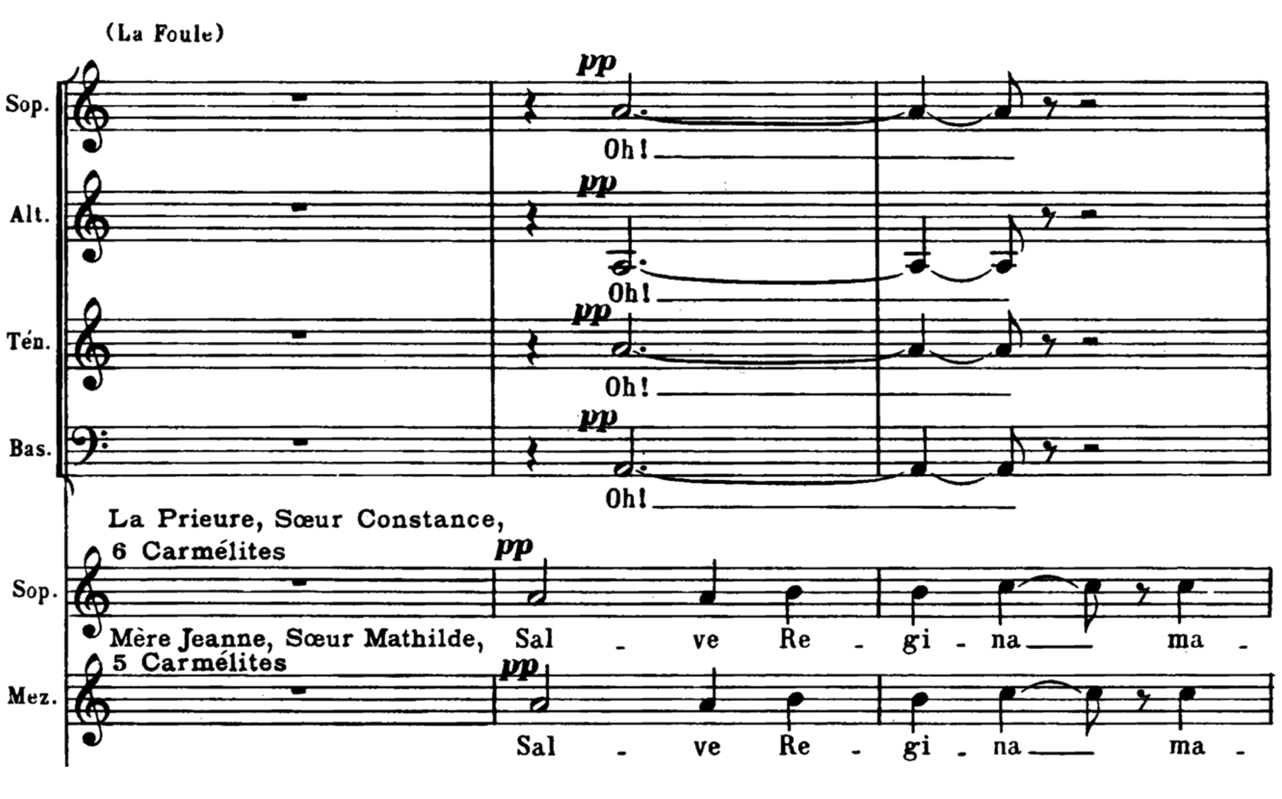 (La Foule)
Sop. pp
Oh!
Alt. pp
Oh!
Tén. pp
Oh!
Bas. pp
Oh!
La Prieure, Sœur Constance,
6 Carmélites pp
Sop.
Mère Jeanne, Sœur Mathilde, Sal - ve Re - gi - na ma -
5 Carmélites pp
Mez.
Sal - ve Re - gi - na ma -